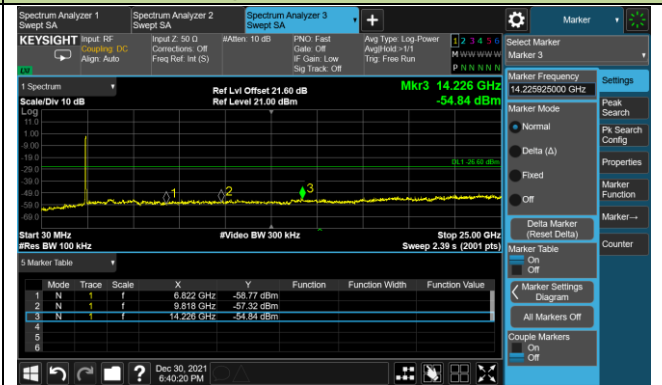 Spectrum Analyzer 1
Swept SA
Spectrum Analyzer 2
Swept SA
Spectrum Analyzer 3
Swept SA
Marker
KEYSIGHT
Input: RF
Coupling: DC
Align: Auto
Input Z: 50 Ω
Corrections: Off
Freq Ref: Int (S)
#Atten: 10 dB
PNO: Fast
Gate: Off
IF Gain: Low
Sig Track: Off
Avg Type: Log-Power
Avg|Hold:>1/1
Trig: Free Run
1 2 3 4 5 6
M W W W W W
P N N N N N
Select Marker
Marker 3
1 Spectrum
Scale/Div 10 dB
Log
Ref Lvl Offset 21.60 dB
Ref Level 21.00 dBm
Mkr3 14.226 GHz
-54.84 dBm
11.0
1.00
-9.00
-19.0
-29.0
-39.0
-49.0
-59.0
-69.0
DL1 -26.60 dBm
1
2
3
Start 30 MHz
#Res BW 100 kHz
#Video BW 300 kHz
Stop 25.00 GHz
Sweep 2.39 s (2001 pts)
5 Marker Table
Mode Trace Scale X Y Function Function Width Function Value
1 N 1 f 6.822 GHz -58.77 dBm
2 N 1 f 9.818 GHz -57.32 dBm
3 N 1 f 14.226 GHz -54.84 dBm
4
5
6
Marker Frequency
14.225925000 GHz
Marker Mode
Normal
Delta (Δ)
Fixed
Off
Delta Marker
(Reset Delta)
Marker Table
On
Off
Marker Settings
Diagram
All Markers Off
Couple Markers
On
Off
Settings
Peak
Search
Pk Search
Config
Properties
Marker
Function
Marker→
Counter
Dec 30, 2021
6:40:20 PM